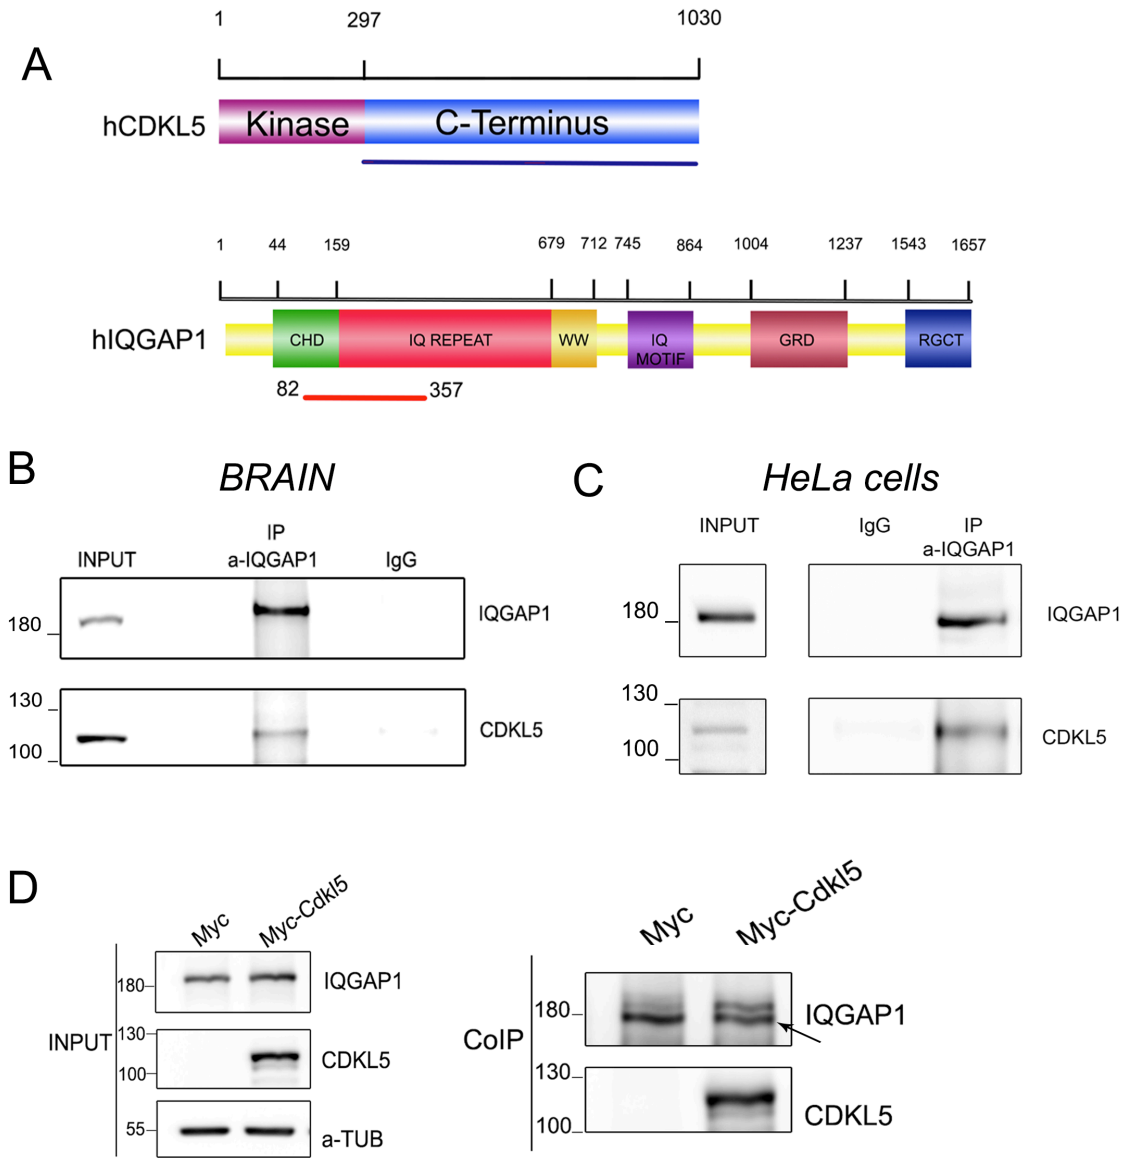 A
1 297 1030
hCDKL5 Kinase C-Terminus
1 44 159 679 712 745 864 1004 1237 1543 1657
hIQGAP1 CHD IQ REPEAT WW IQ MOTIF GRD RGCT
82 357
B
BRAIN
INPUT IP a-IQGAP1 IgG
180 IQGAP1
130
100 CDKL5
C
HeLa cells
INPUT IgG IP a-IQGAP1
180 IQGAP1
130
100 CDKL5
D
Myc Myc-Cdkl5
INPUT
180 IQGAP1
130
100 CDKL5
55 a-TUB
Myc Myc-Cdkl5
CoIP
180 IQGAP1
130
100 CDKL5